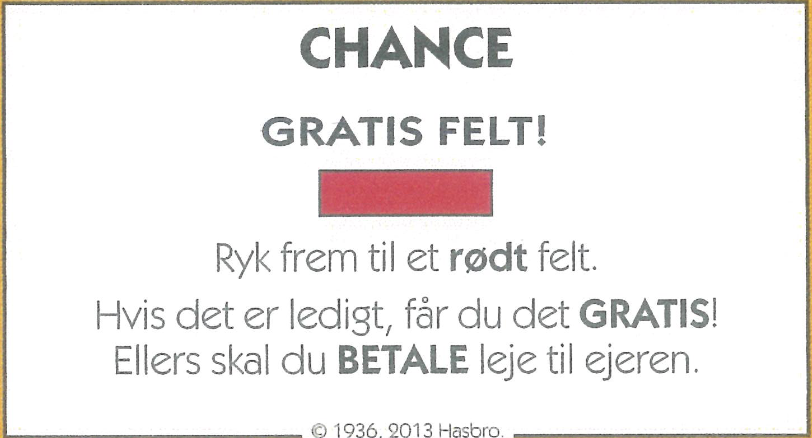 CHANCE
GRATIS FELT!
Ryk frem til et rødt felt.
Hvis det er ledigt, får du det GRATIS!
Ellers skal du BETALE leje til ejeren.
© 1936, 2013 Hasbro.